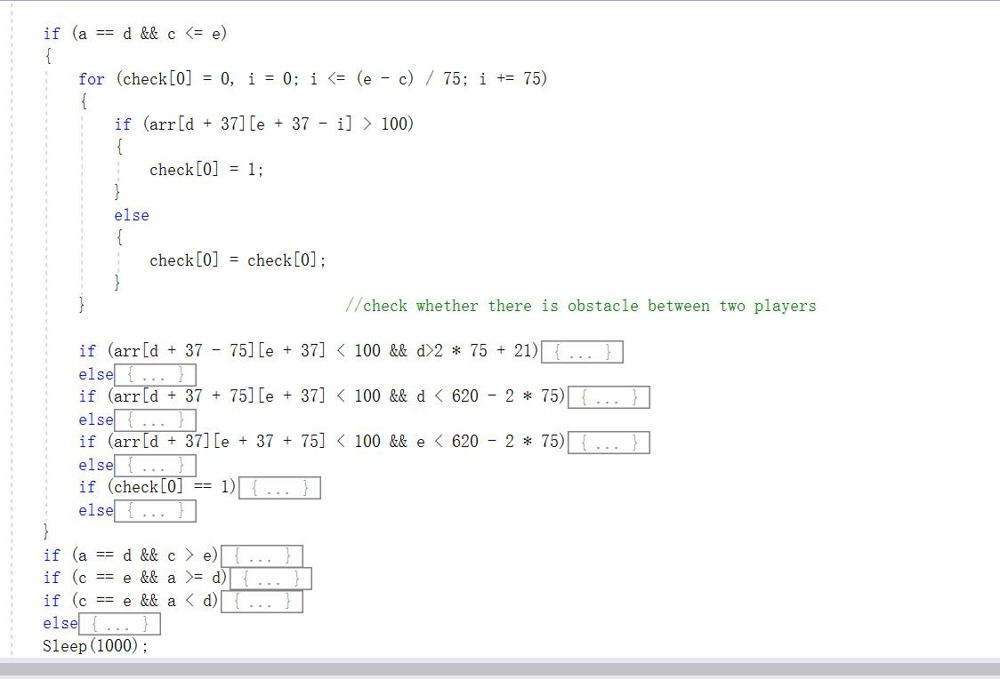 if (a == d && c <= e)
{
for (check[0] = 0, i = 0; i <= (e - c) / 75; i += 75)
{
if (arr[d + 37][e + 37 - i] > 100)
{
check[0] = 1;
}
else
{
check[0] = check[0];
}
} //check whether there is obstacle between two players
if (arr[d + 37 - 75][e + 37] < 100 && d>2 * 75 + 21){ ... }
else{ ... }
if (arr[d + 37 + 75][e + 37] < 100 && d < 620 - 2 * 75){ ... }
else{ ... }
if (arr[d + 37][e + 37 + 75] < 100 && e < 620 - 2 * 75){ ... }
else{ ... }
if (check[0] == 1){ ... }
else{ ... }
}
if (a == d && c > e){ ... }
if (c == e && a >= d){ ... }
if (c == e && a < d){ ... }
else{ ... }
Sleep(1000);